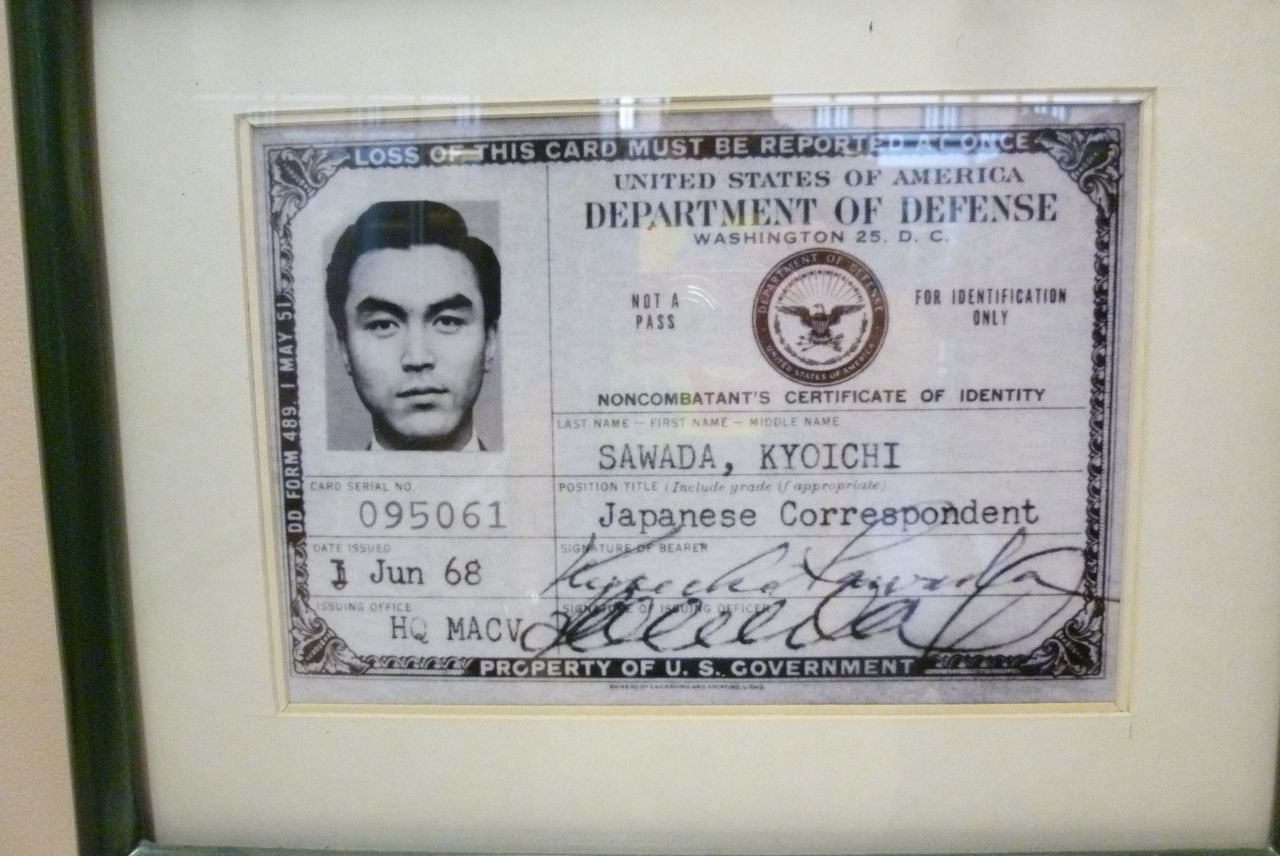 LOSS OF THIS CARD MUST BE REPORTED AT ONCE
UNITED STATES OF AMERICA
DEPARTMENT OF DEFENSE
WASHINGTON 25, D. C.
NOT A
PASS
DEPARTMENT OF DEFENSE
UNITED STATES OF AMERICA
FOR IDENTIFICATION
ONLY
NONCOMBATANT'S CERTIFICATE OF IDENTITY
LAST NAME — FIRST NAME — MIDDLE NAME
SAWADA, KYOICHI
CARD SERIAL NO.
095061
POSITION TITLE (Include grade if appropriate)
Japanese Correspondent
DATE ISSUED
1 Jun 68
SIGNATURE OF BEARER
Kyoichi Sawada
ISSUING OFFICE
HQ MACV
SIGNATURE OF ISSUING OFFICER
PROPERTY OF U. S. GOVERNMENT
DD FORM 489, 1 MAY 51